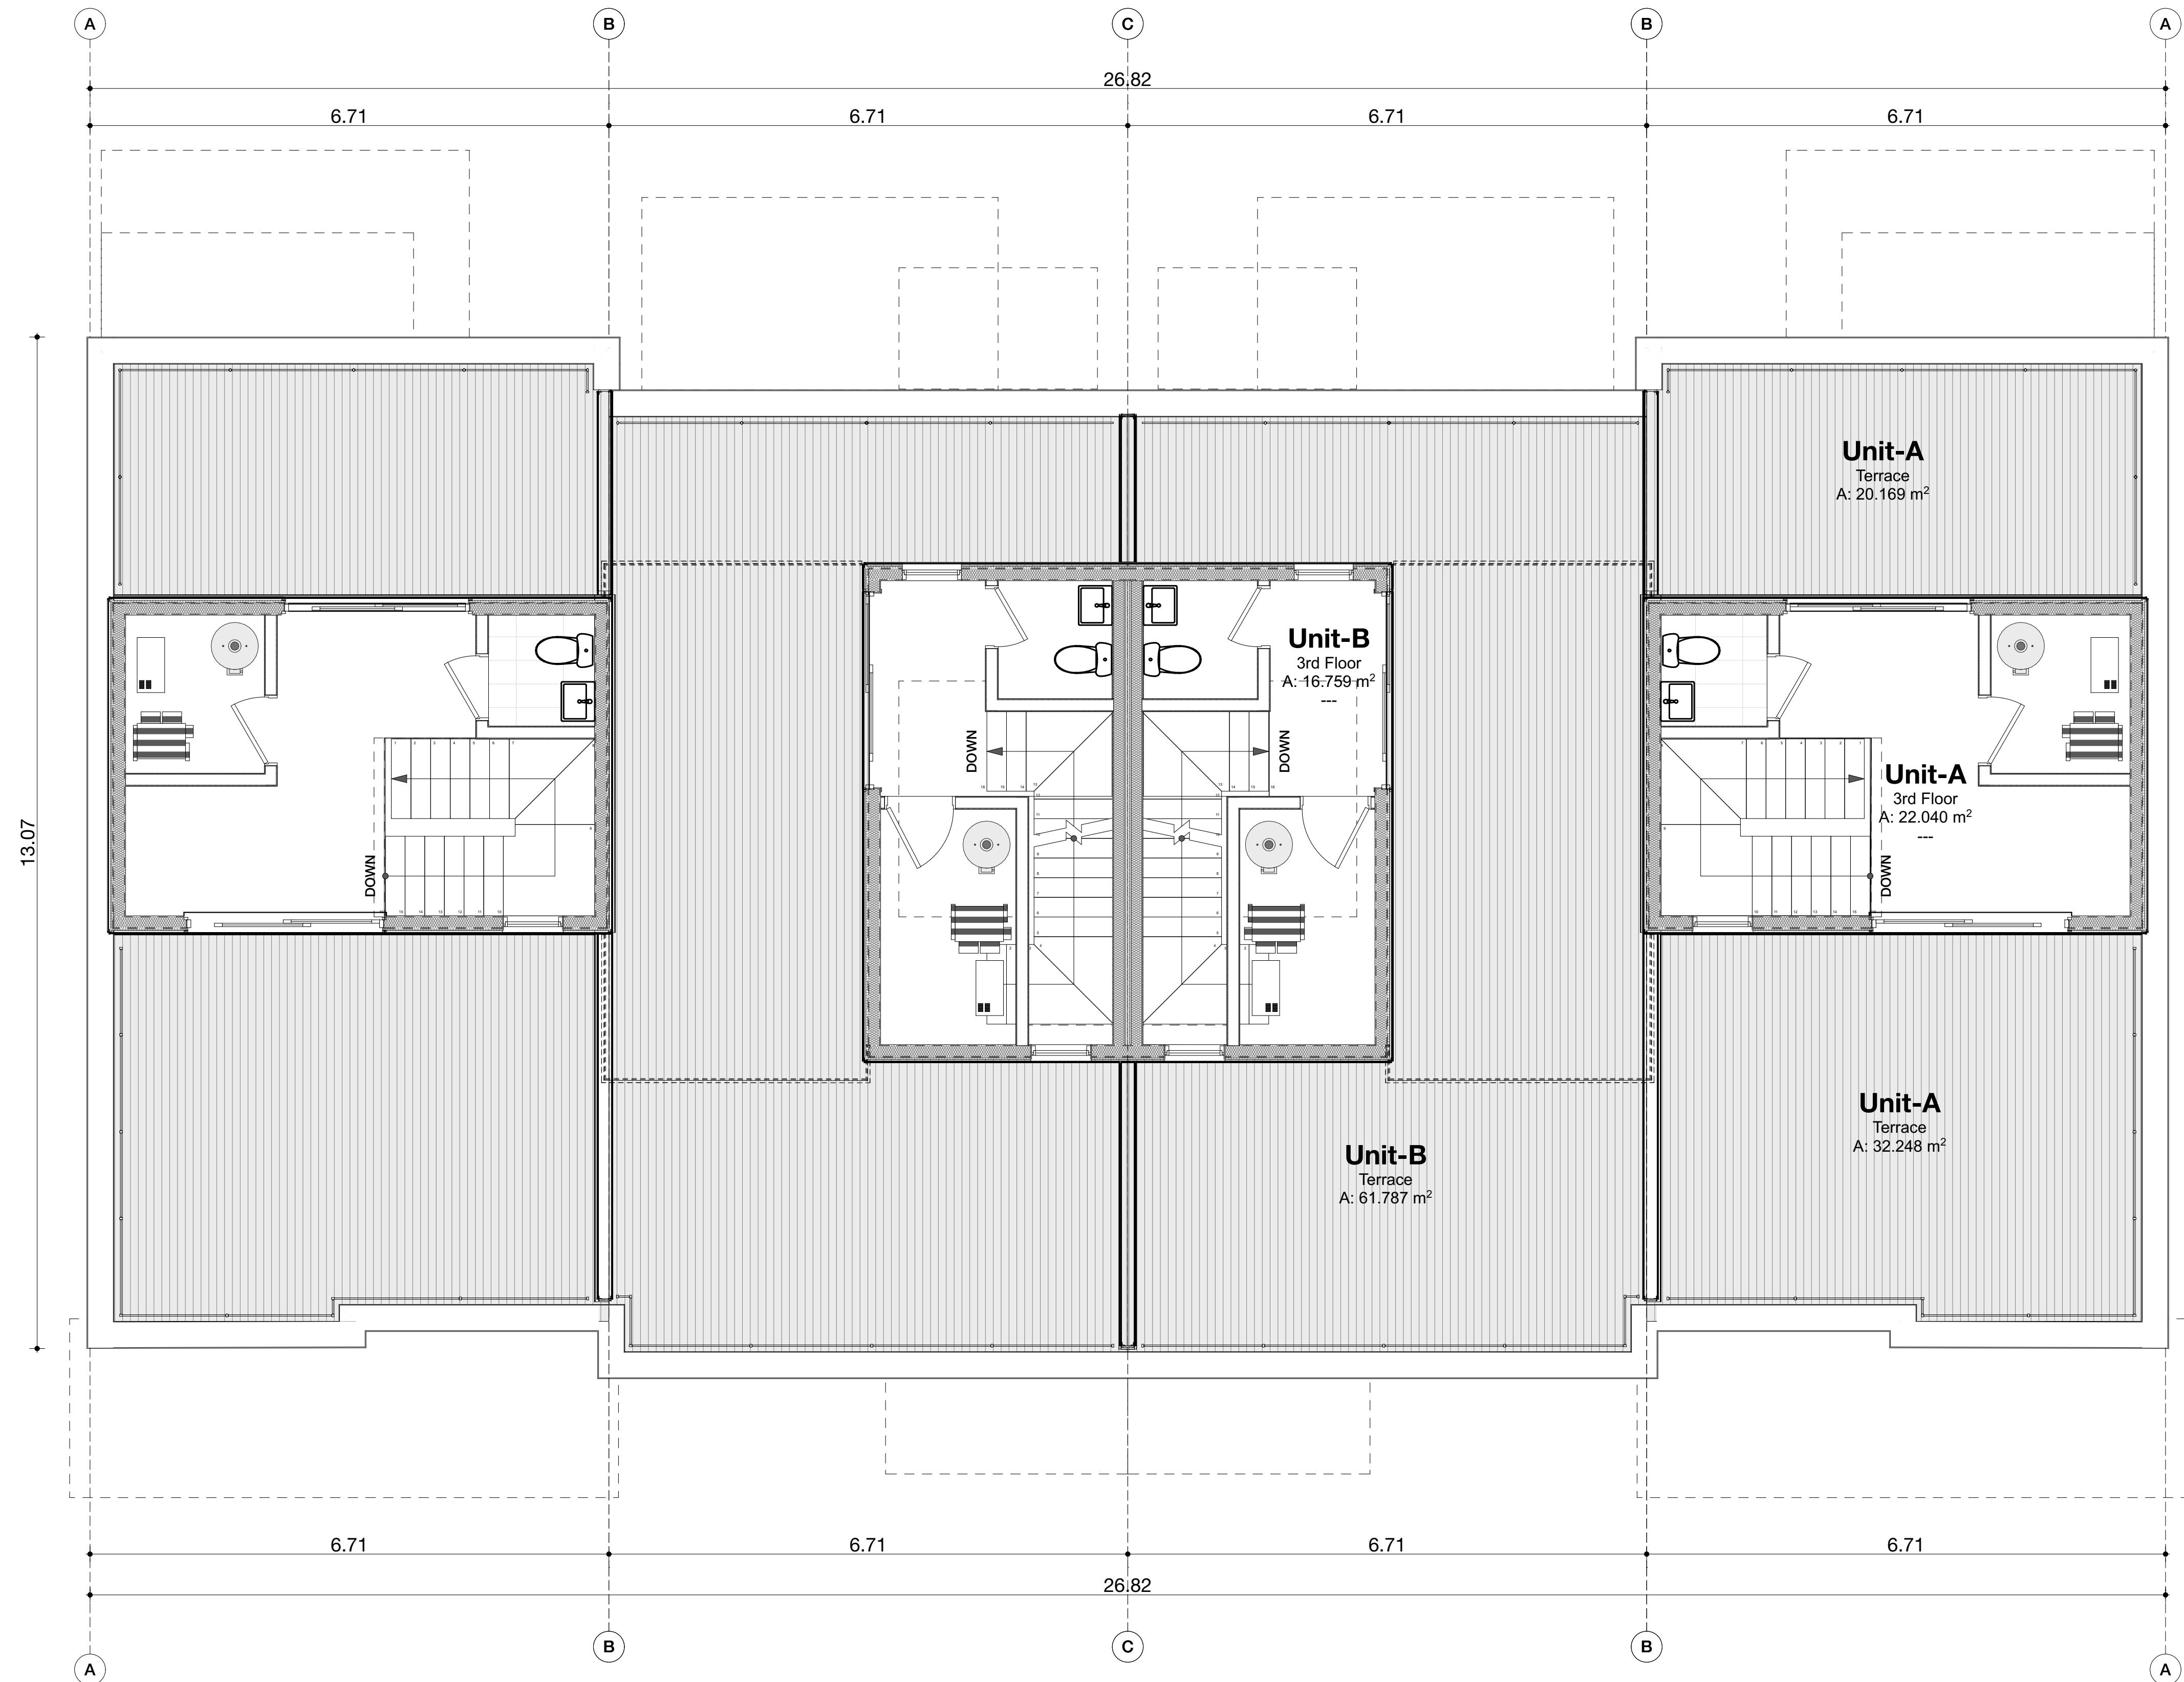 A B C B A
26.82
6.71 6.71 6.71 6.71
Unit-A
Terrace
A: 20.169 m²
Unit-B
3rd Floor
A: 16.759 m²
---
DOWN
DOWN
Unit-A
3rd Floor
A: 22.040 m²
---
13.07
DOWN
DOWN
Unit-A
Terrace
A: 32.248 m²
Unit-B
Terrace
A: 61.787 m²
6.71 6.71 6.71 6.71
26.82
B C B
A A